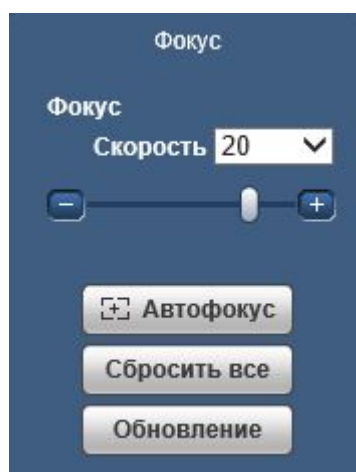 Фокус
Фокус
Скорость 20
Автофокус
Сбросить все
Обновление